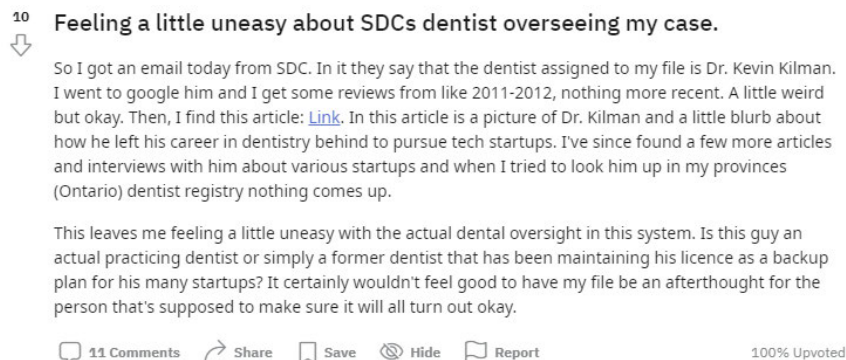 10
Feeling a little uneasy about SDCs dentist overseeing my case.
So I got an email today from SDC. In it they say that the dentist assigned to my file is Dr. Kevin Kilman.
I went to google him and I get some reviews from like 2011-2012, nothing more recent. A little weird
but okay. Then, I find this article: Link. In this article is a picture of Dr. Kilman and a little blurb about
how he left his career in dentistry behind to pursue tech startups. I've since found a few more articles
and interviews with him about various startups and when I tried to look him up in my provinces
(Ontario) dentist registry nothing comes up.
This leaves me feeling a little uneasy with the actual dental oversight in this system. Is this guy an
actual practicing dentist or simply a former dentist that has been maintaining his licence as a backup
plan for his many startups? It certainly wouldn't feel good to have my file be an afterthought for the
person that's supposed to make sure it will all turn out okay.
11 Comments Share Save Hide Report 100% Upvoted